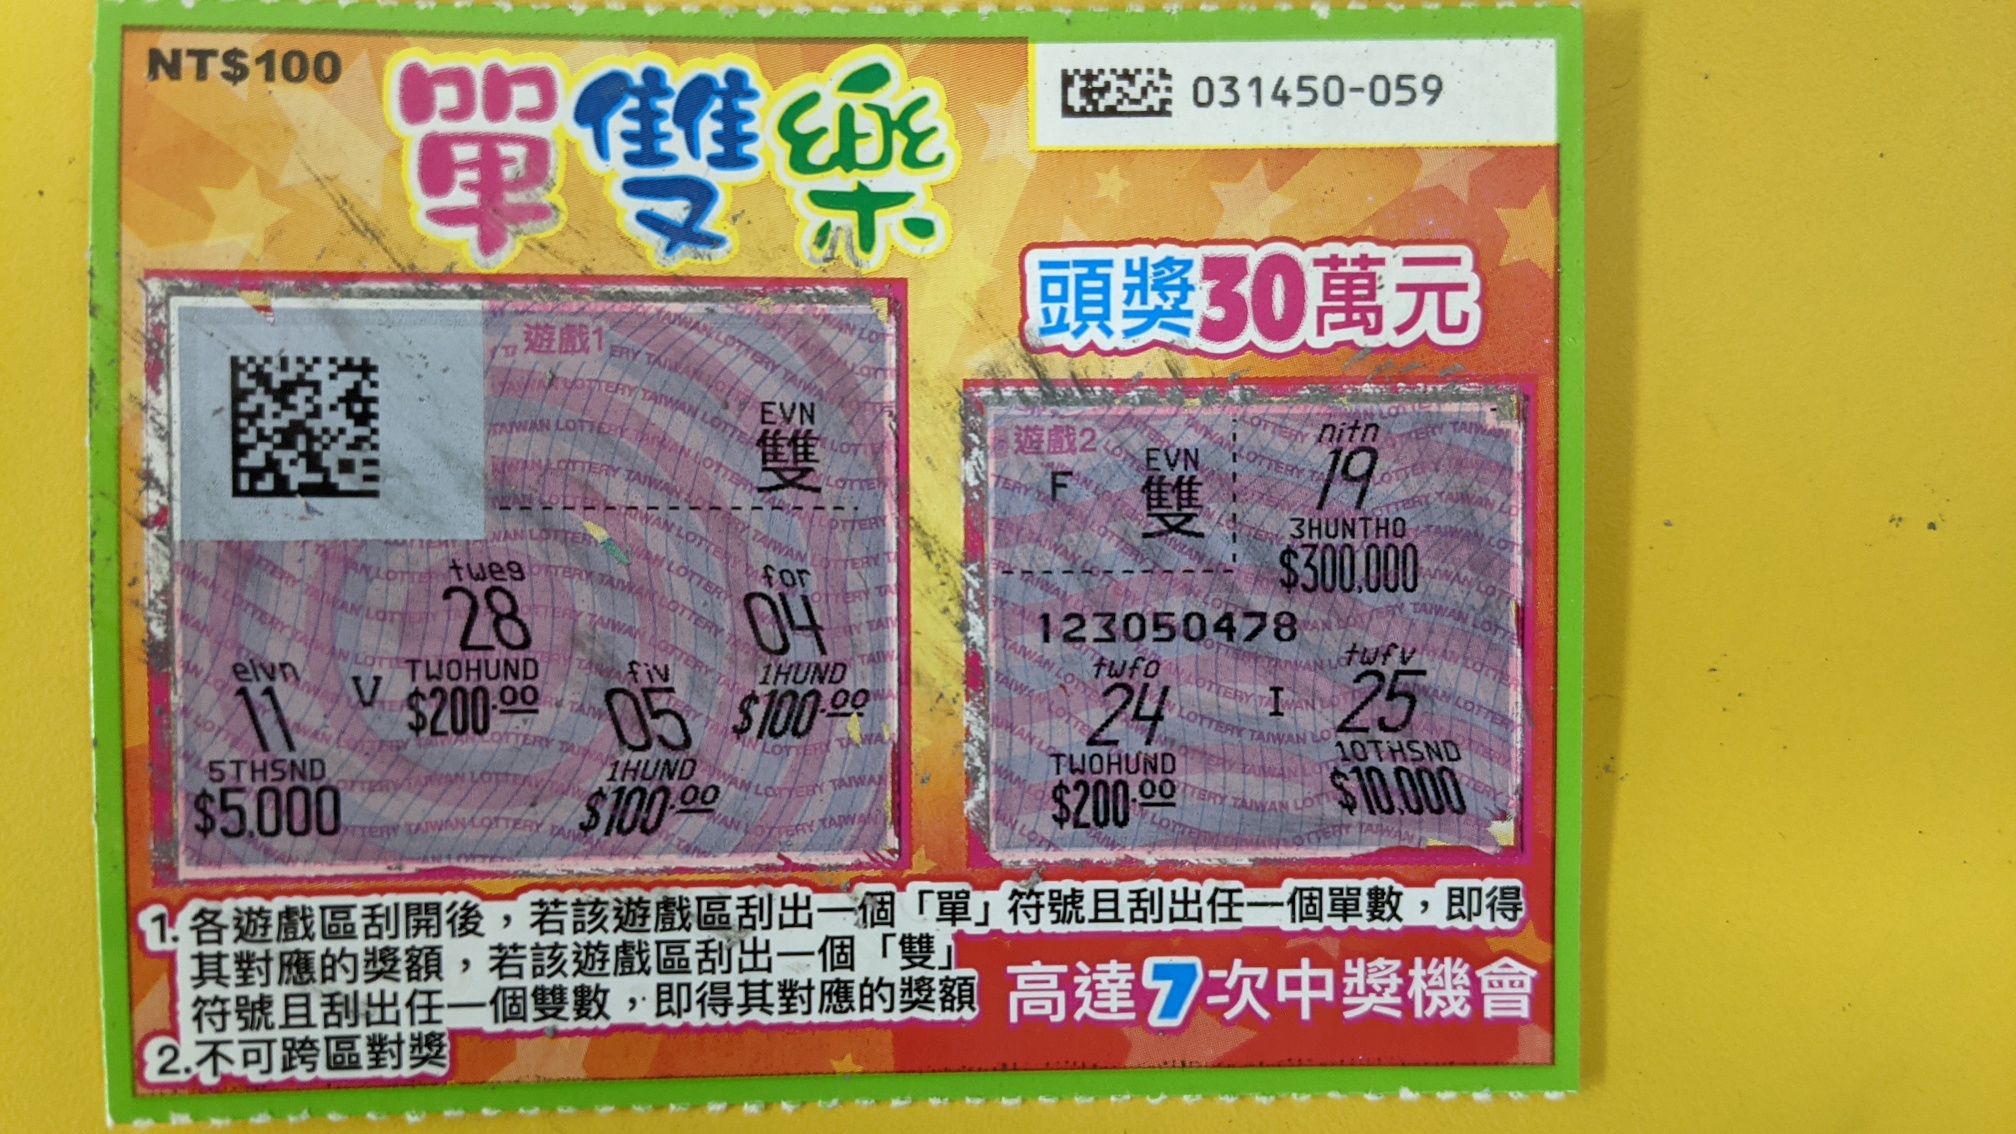 NT$100
單雙樂
031450-059
頭獎30萬元
遊戲1
EVN
雙
tweg
28
TWOHUND
$200.00
for
04
1HUND
$100.00
elvn
11
5THSND
$5,000
V
fiv
05
1HUND
$100.00
遊戲2
F
EVN
雙
nitn
19
3HUNTHO
$300,000
123050478
twfo
24
TWOHUND
$200.00
I
twfv
25
10THSND
$10,000
1.各遊戲區刮開後，若該遊戲區刮出一個「單」符號且刮出任一個單數，即得
其對應的獎額，若該遊戲區刮出一個「雙」
符號且刮出任一個雙數，即得其對應的獎額
2.不可跨區對獎
高達7次中獎機會